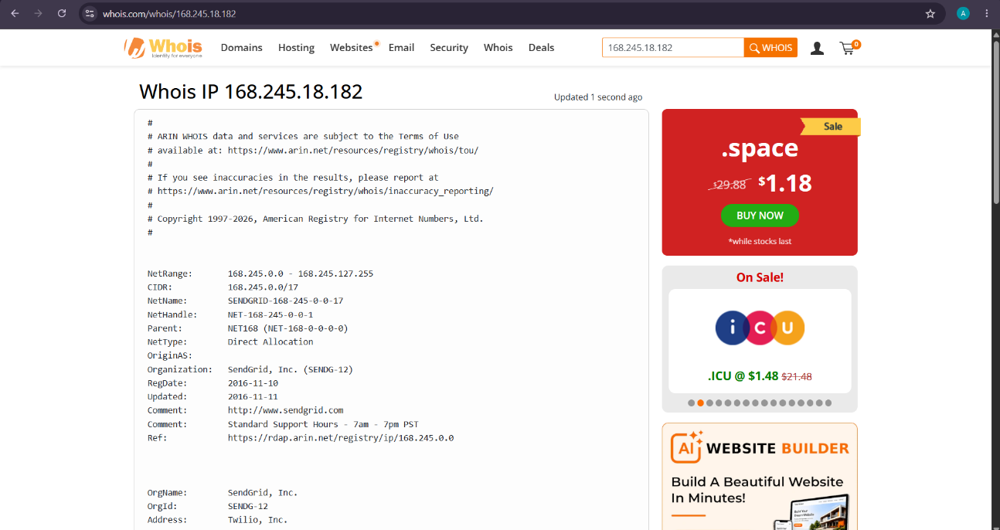 whois.com/whois/168.245.18.182
A
Whois
Identity for everyone
Domains Hosting Websites Email Security Whois Deals
168.245.18.182
WHOIS
0
Whois IP 168.245.18.182
Updated 1 second ago
#
# ARIN WHOIS data and services are subject to the Terms of Use
# available at: https://www.arin.net/resources/registry/whois/tou/
#
# If you see inaccuracies in the results, please report at
# https://www.arin.net/resources/registry/whois/inaccuracy_reporting/
#
# Copyright 1997-2026, American Registry for Internet Numbers, Ltd.
#
NetRange: 168.245.0.0 - 168.245.127.255
CIDR: 168.245.0.0/17
NetName: SENDGRID-168-245-0-0-17
NetHandle: NET-168-245-0-0-1
Parent: NET168 (NET-168-0-0-0-0)
NetType: Direct Allocation
OriginAS:
Organization: SendGrid, Inc. (SENDG-12)
RegDate: 2016-11-10
Updated: 2016-11-11
Comment: http://www.sendgrid.com
Comment: Standard Support Hours - 7am - 7pm PST
Ref: https://rdap.arin.net/registry/ip/168.245.0.0
OrgName: SendGrid, Inc.
OrgId: SENDG-12
Address: Twilio, Inc.
Sale
.space
$29.88 $1.18
BUY NOW
*while stocks last
On Sale!
i C U
.ICU @ $1.48 $21.48
AI WEBSITE BUILDER
Build A Beautiful Website
In Minutes!